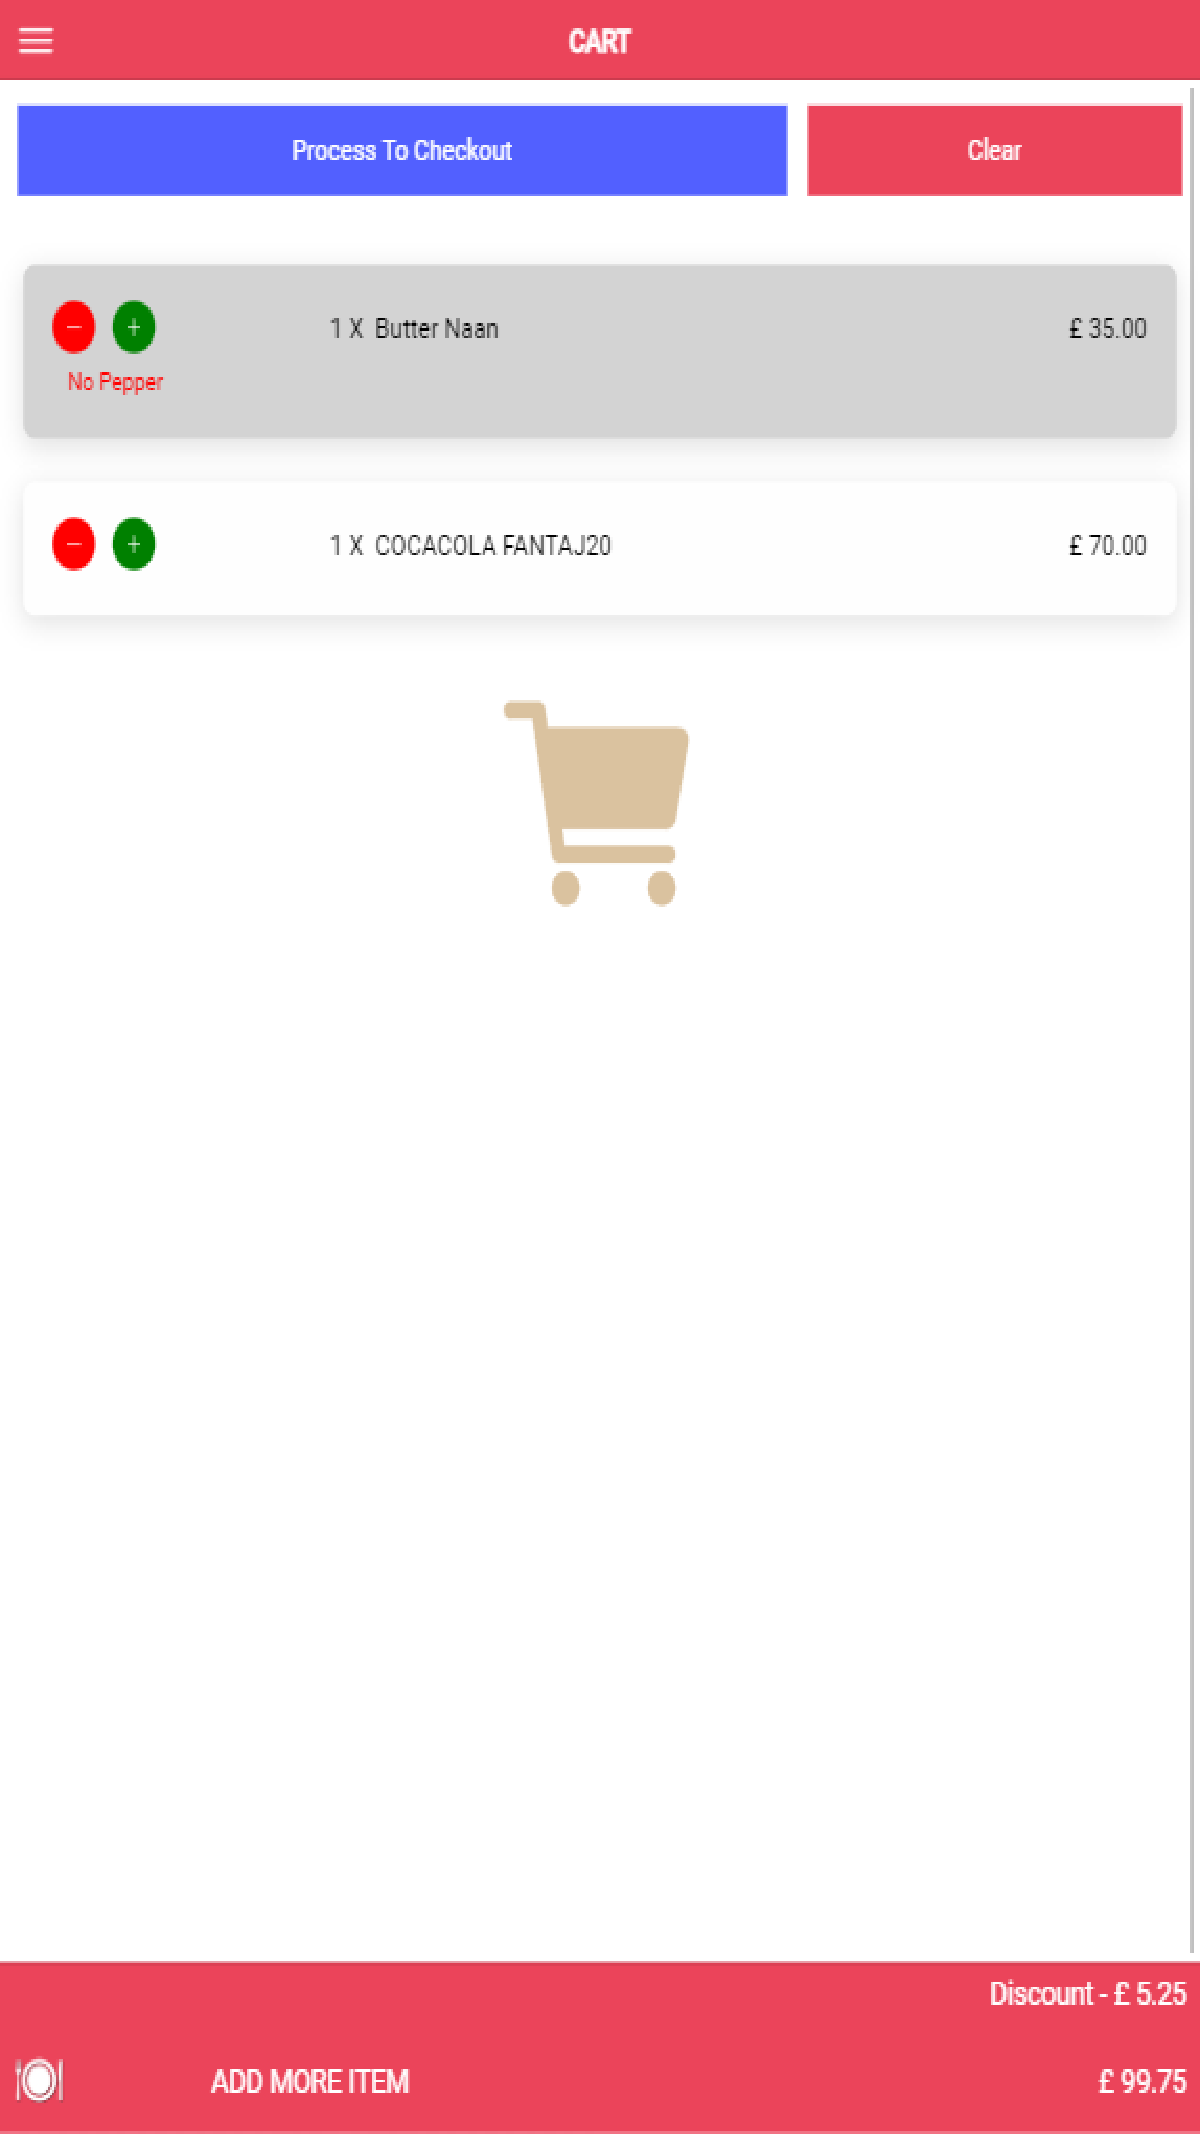 CART
Process To Checkout Clear
− + 1 X Butter Naan £ 35.00
No Pepper
− + 1 X COCACOLA FANTAJ20 £ 70.00
Discount - £ 5.25
ADD MORE ITEM £ 99.75